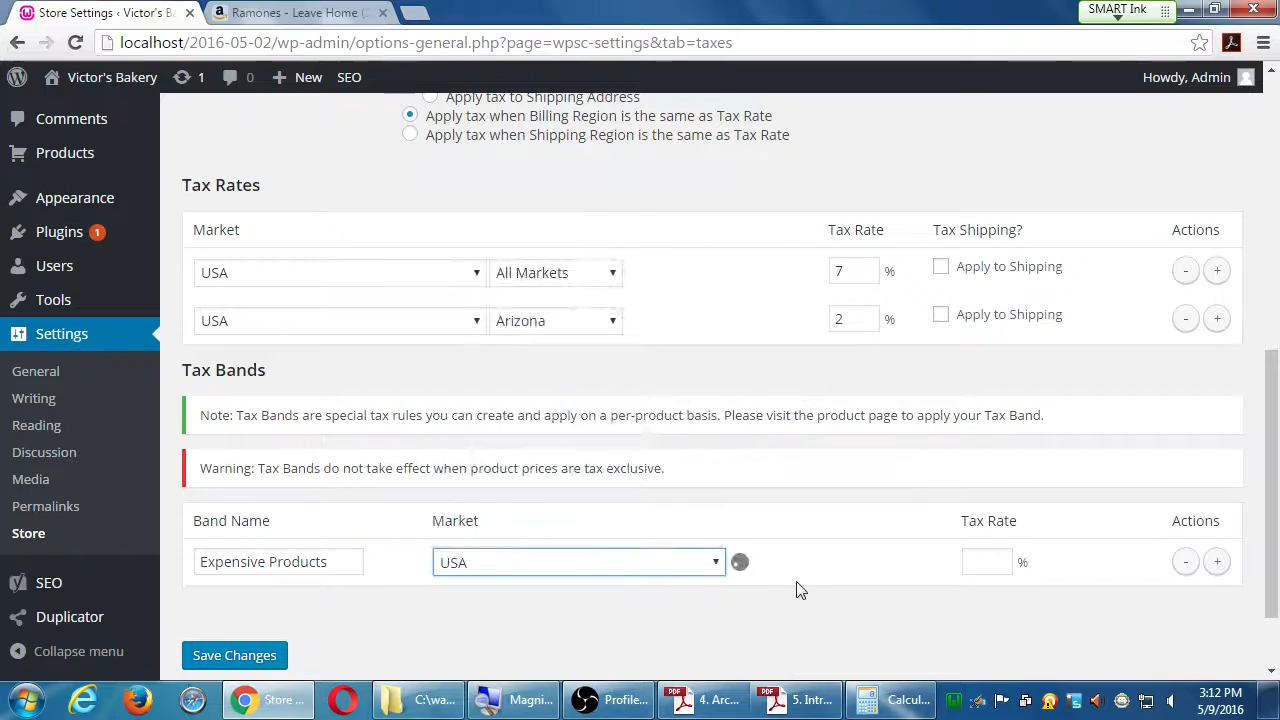 Store Settings ‹ Victor's B
Ramones - Leave Home (
SMART Ink
localhost/2016-05-02/wp-admin/options-general.php?page=wpsc-settings&tab=taxes
Victor's Bakery 1 0 New SEO Howdy, Admin
Comments
Products
Appearance
Plugins 1
Users
Tools
Settings
General
Writing
Reading
Discussion
Media
Permalinks
Store
SEO
Duplicator
Collapse menu
Apply tax to Shipping Address
Apply tax when Billing Region is the same as Tax Rate
Apply tax when Shipping Region is the same as Tax Rate
Tax Rates
Market Tax Rate Tax Shipping? Actions
USA All Markets 7 % Apply to Shipping - +
USA Arizona 2 % Apply to Shipping - +
Tax Bands
Note: Tax Bands are special tax rules you can create and apply on a per-product basis. Please visit the product page to apply your Tax Band.
Warning: Tax Bands do not take effect when product prices are tax exclusive.
Band Name Market Tax Rate Actions
Expensive Products USA % - +
Save Changes
Store ... C:\wa... Magni... Profile... PDF 4. Arc... PDF 5. Intr... Calcul...
3:12 PM
5/9/2016